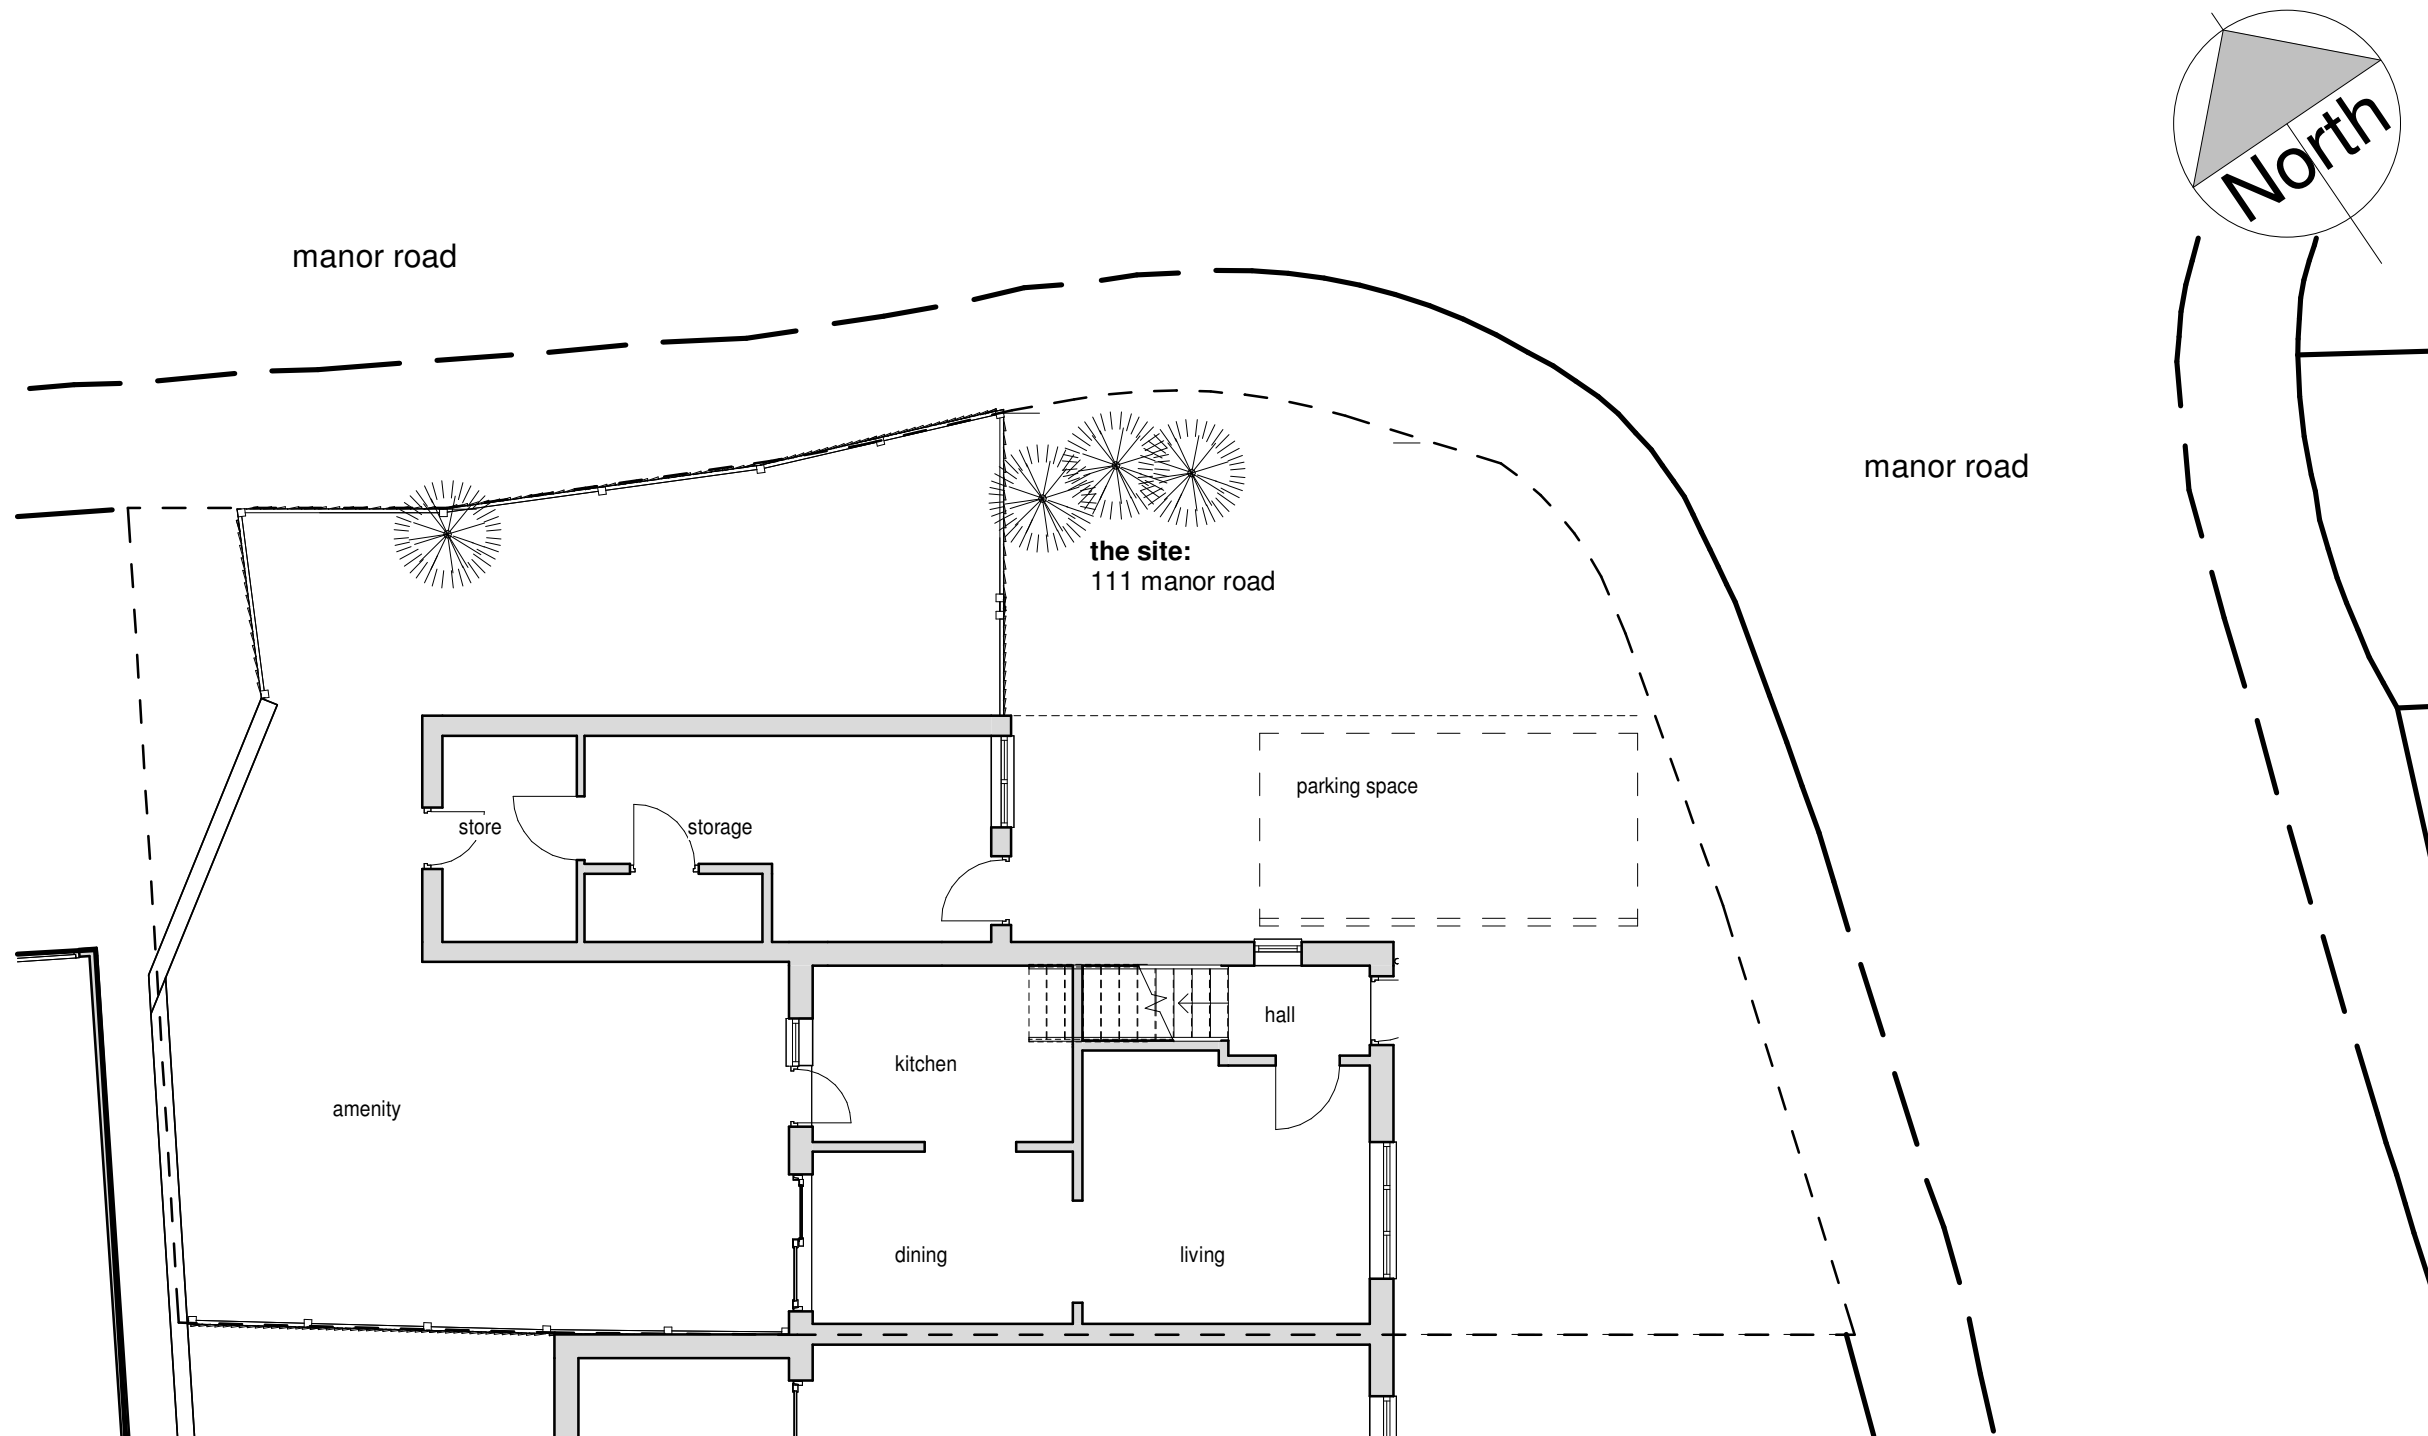 North
manor road
manor road
the site:
111 manor road
parking space
store
storage
hall
kitchen
amenity
dining
living